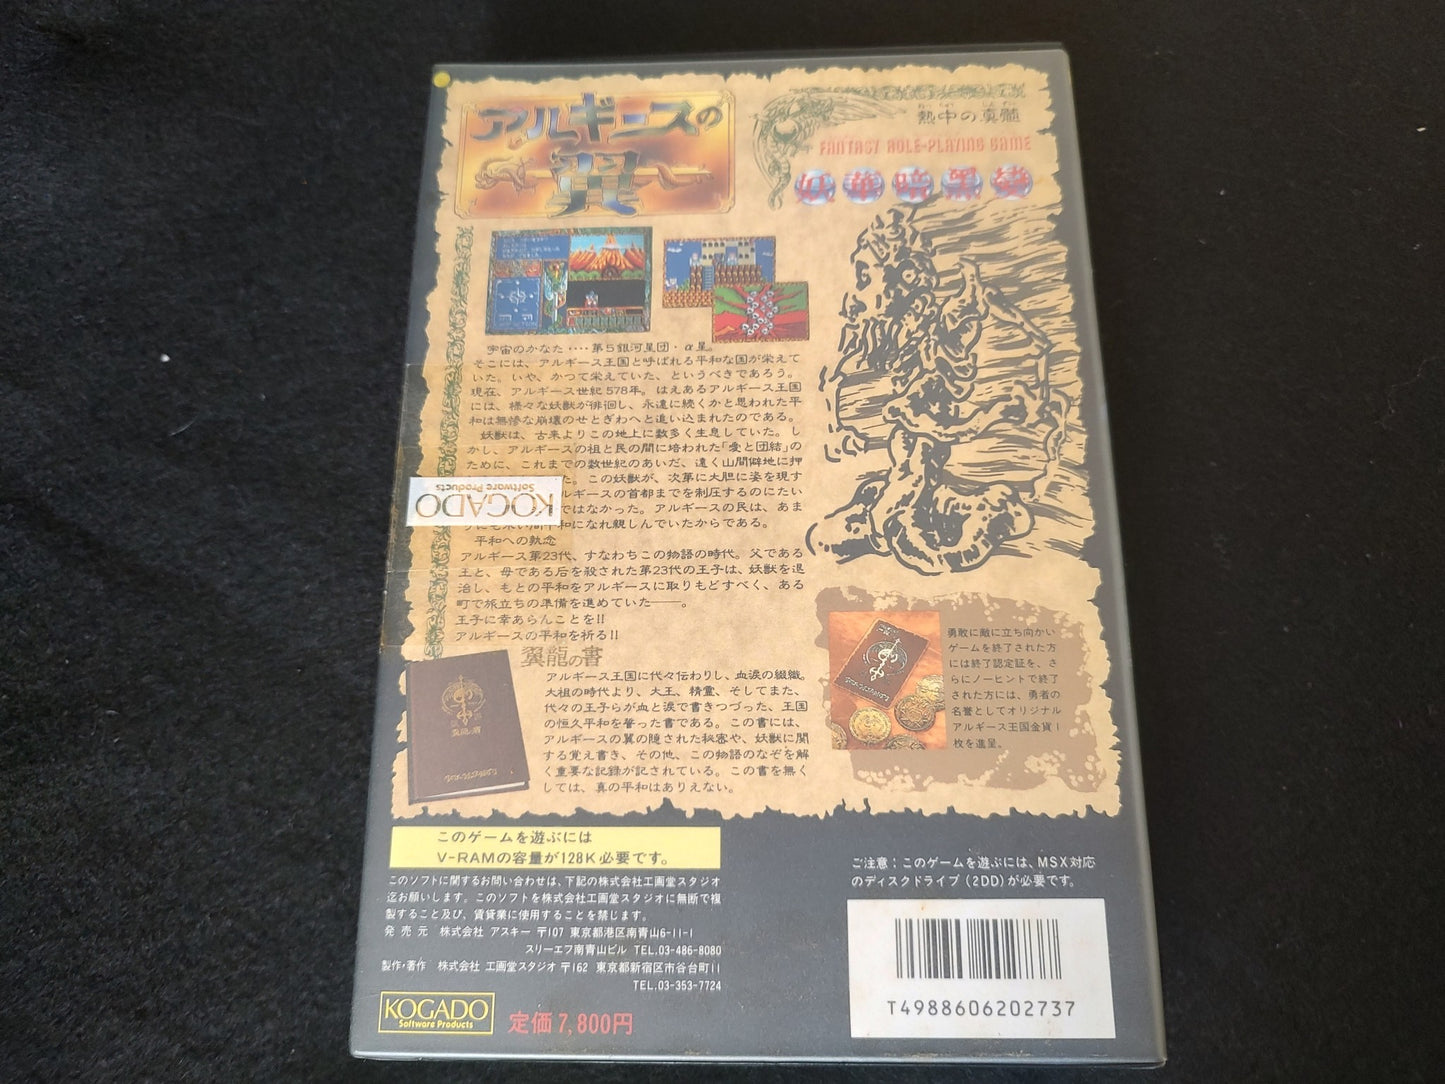 アルギースの
翼
ねっちゅう しんずい
熱中の真髄
FANTASY ROLE-PLAYING GAME
妖華暗黒
宇宙のかなた‥‥第5銀河星団・α星。
そこには、アルギース王国と呼ばれる平和な国が栄えて
いた。いや、かつて栄えていた、というべきであろう。
現在、アルギース世紀578年。はえあるアルギース王国
には、様々な妖獣が徘徊し、永遠に続くかと思われた平
和は無惨な崩壊のせとぎわへと追い込まれたのである。
妖獣は、古来よりこの地上に数多く生息していた。し
かし、アルギースの祖と民の間に培われた「愛と団結」の
ために、これまでの数世紀のあいだ、遠く山間僻地に押
た。この妖獣が、次第に大胆に姿を現す
ルギースの首都までを制圧するのにたい
ではなかった。アルギースの民は、あま
りにも永い間平和になれ親しんでいたからである。
平和への執念
アルギース第23代、すなわちこの物語の時代。父である
王と、母である后を殺された第23代の王子は、妖獣を退
治し、もとの平和をアルギースに取りもどすべく、ある
町で旅立ちの準備を進めていた――。
王子に幸あらんことを!!
アルギースの平和を祈る!!
KOGADO
Software Products
翼龍の書
アルギース王国に代々伝わりし、血涙の綴織。
大祖の時代より、大王、精霊、そしてまた、
代々の王子らが血と涙で書きつづった、王国
の恒久平和を誓った書である。この書には、
アルギースの翼の隠された秘密や、妖獣に関
する覚え書き、その他、この物語のなぞを解
く重要な記録が記されている。この書を無く
しては、真の平和はありえない。
勇敢に敵に立ち向かい
ゲームを終了された方
には終了認定証を、さ
らにノーヒントで終了
された方には、勇者の
名誉としてオリジナル
アルギース王国金貨1
枚を進呈。
このゲームを遊ぶには
V-RAMの容量が128K必要です。
このソフトに関するお問い合わせは、下記の株式会社工画堂スタジオ
迄お願いします。このソフトを株式会社工画堂スタジオに無断で複
製すること及び、賃貸業に使用することを禁じます。
発売元 株式会社 アスキー 〒107 東京都港区南青山6-11-1
スリーエフ南青山ビル TEL.03-486-8080
製作・著作 株式会社 工画堂スタジオ 〒162 東京都新宿区市谷台町11
TEL.03-353-7724
KOGADO
Software Products
定価7,800円
ご注意：このゲームを遊ぶには、MSX対応
のディスクドライブ(2DD)が必要です。
T4988606202737